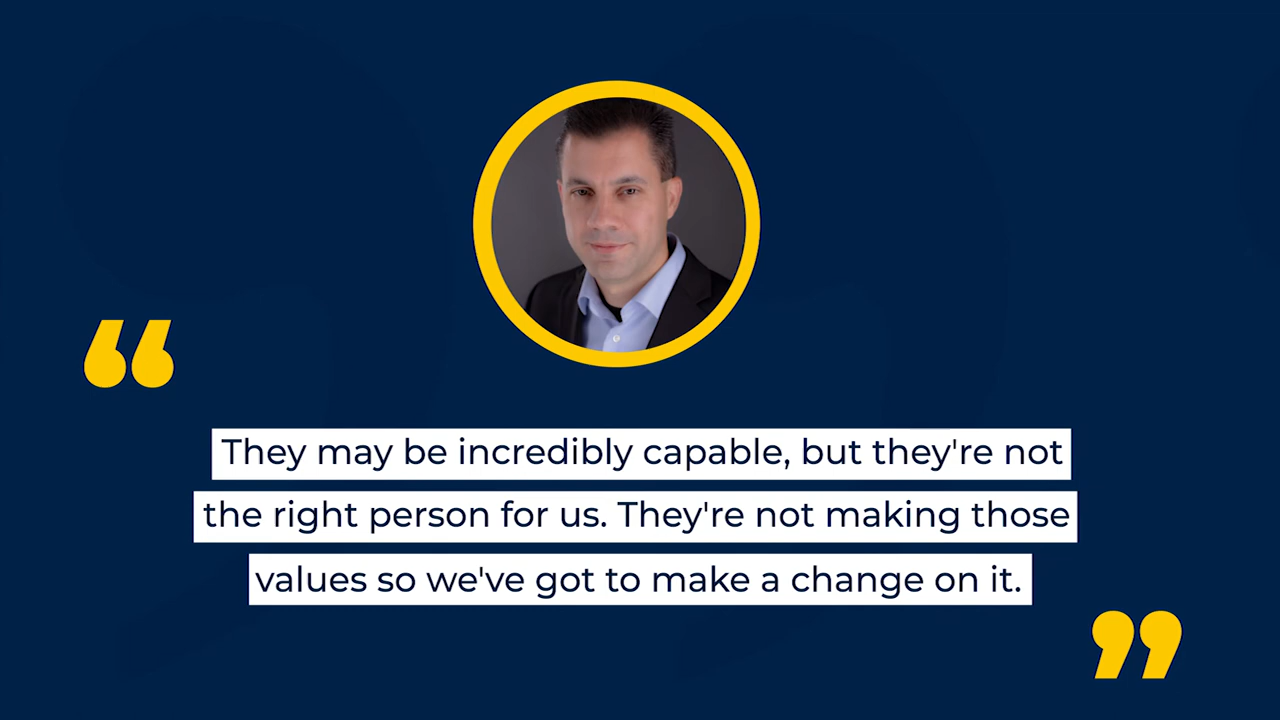 They may be incredibly capable, but they're not
the right person for us. They're not making those
values so we've got to make a change on it.